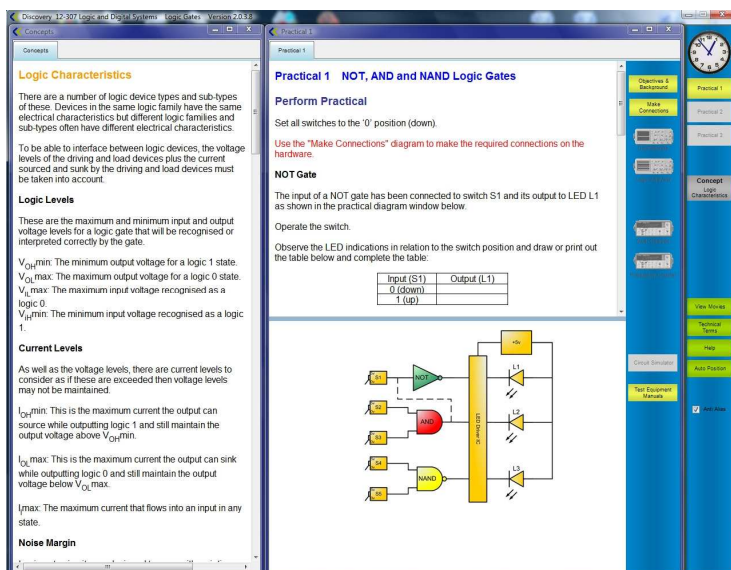 Discovery 12-307 Logic and Digital Systems Logic Gates Version 2.0.3.8
Concepts
Concepts
Logic Characteristics
There are a number of logic device types and sub-types
of these. Devices in the same logic family have the same
electrical characteristics but different logic families and
sub-types often have different electrical characteristics.
To be able to interface between logic devices, the voltage
levels of the driving and load devices plus the current
sourced and sunk by the driving and load devices must
be taken into account.
Logic Levels
These are the maximum and minimum input and output
voltage levels for a logic gate that will be recognised or
interpreted correctly by the gate.
VOHmin: The minimum output voltage for a logic 1 state.
VOLmax: The maximum output voltage for a logic 0 state.
VILmax: The maximum input voltage recognised as a
logic 0.
VIHmin: The minimum input voltage recognised as a logic
1.
Current Levels
As well as the voltage levels, there are current levels to
consider as if these are exceeded then voltage levels
may not be maintained.
IOHmin: This is the maximum current the output can
source while outputting logic 1 and still maintain the
output voltage above VOHmin.
IOLmax: This is the maximum current the output can sink
while outputting logic 0 and still maintain the output
voltage below VOLmax.
IImax: The maximum current that flows into an input in any
state.
Noise Margin
Practical 1
Practical 1
Practical 1 NOT, AND and NAND Logic Gates
Perform Practical
Set all switches to the '0' position (down).
Use the "Make Connections" diagram to make the required connections on the
hardware.
NOT Gate
The input of a NOT gate has been connected to switch S1 and its output to LED L1
as shown in the practical diagram window below.
Operate the switch.
Observe the LED indications in relation to the switch position and draw or print out
the table below and complete the table:
Input (S1) Output (L1)
0 (down)
1 (up)
+5v
S1 NOT L1
S2
AND L2
S3
LED Driver IC
S4
NAND L3
S5
Objectives &
Background
Make
Connections
Circuit Simulator
Test Equipment
Manuals
Practical 1
Practical 2
Practical 3
Concept
Logic
Characteristics
View Movies
Technical
Terms
Help
Auto Position
Anti Alias